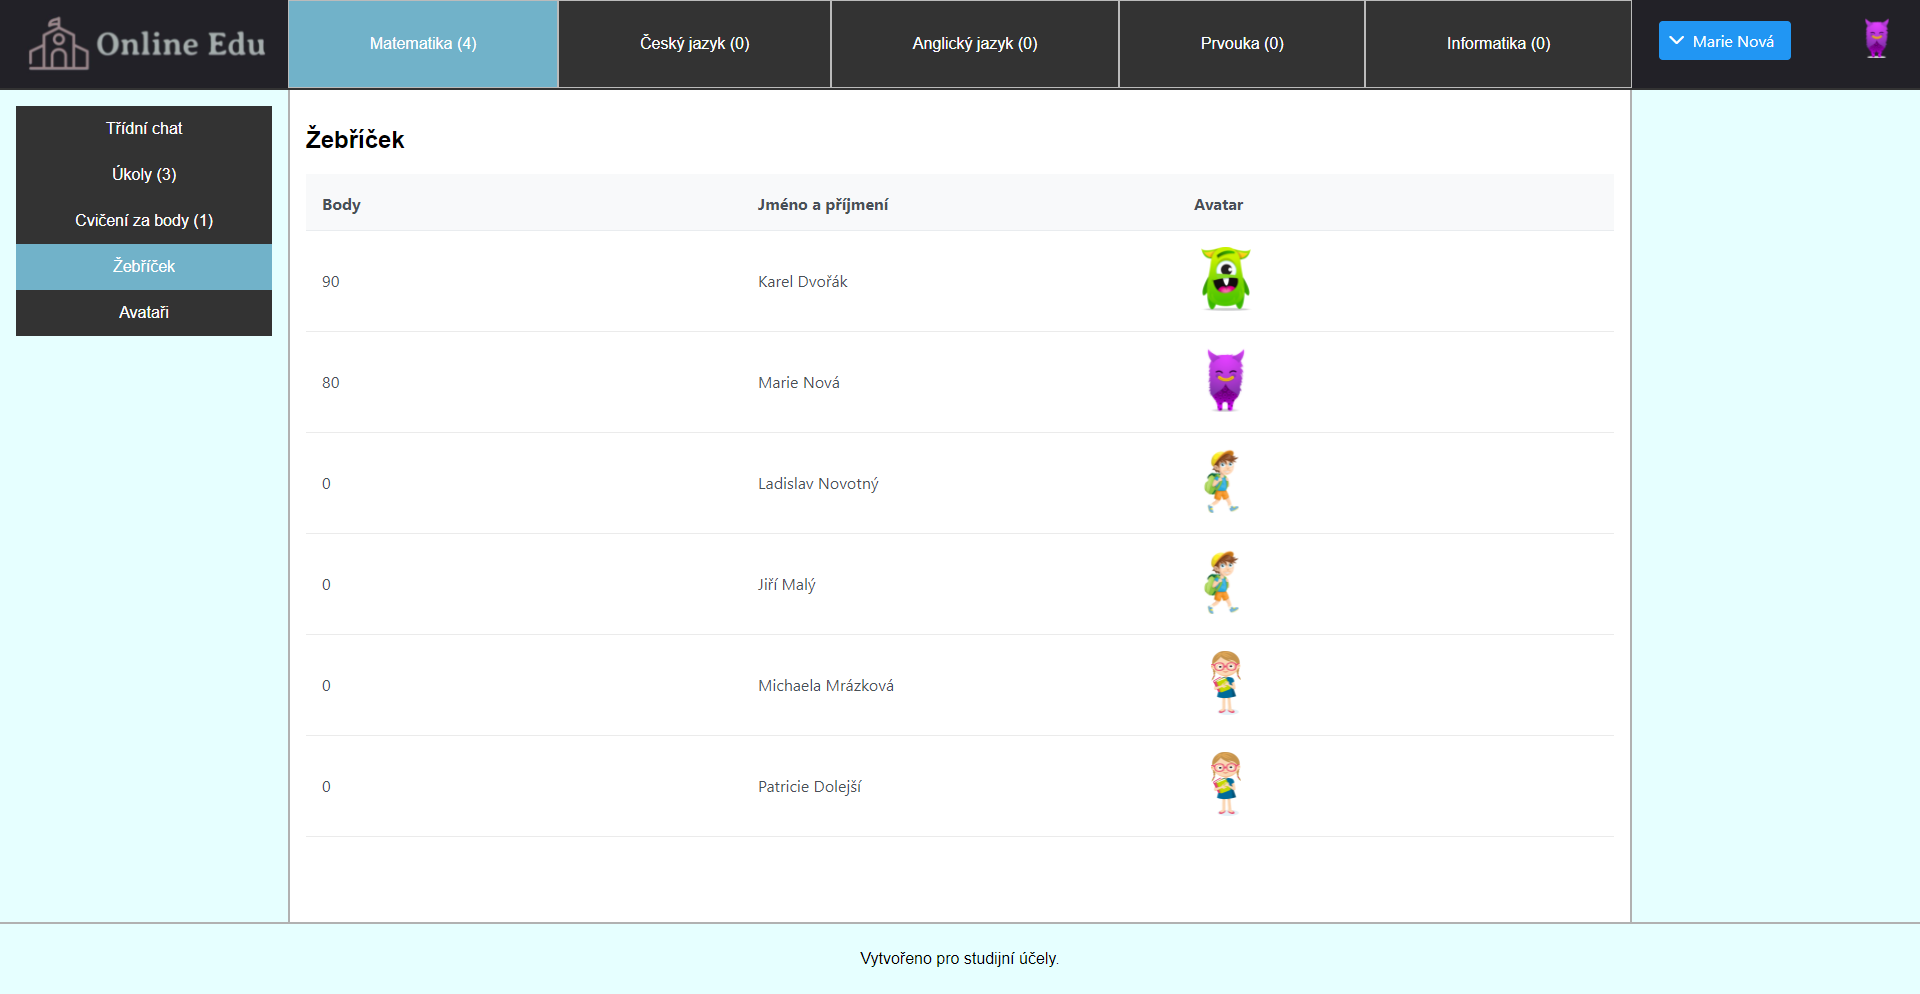 Online Edu
Matematika (4)
Český jazyk (0)
Anglický jazyk (0)
Prvouka (0)
Informatika (0)
Marie Nová
Třídní chat
Úkoly (3)
Cvičení za body (1)
Žebříček
Avataři
Žebříček
Body Jméno a příjmení Avatar
90 Karel Dvořák
80 Marie Nová
0 Ladislav Novotný
0 Jiří Malý
0 Michaela Mrázková
0 Patricie Dolejší
Vytvořeno pro studijní účely.